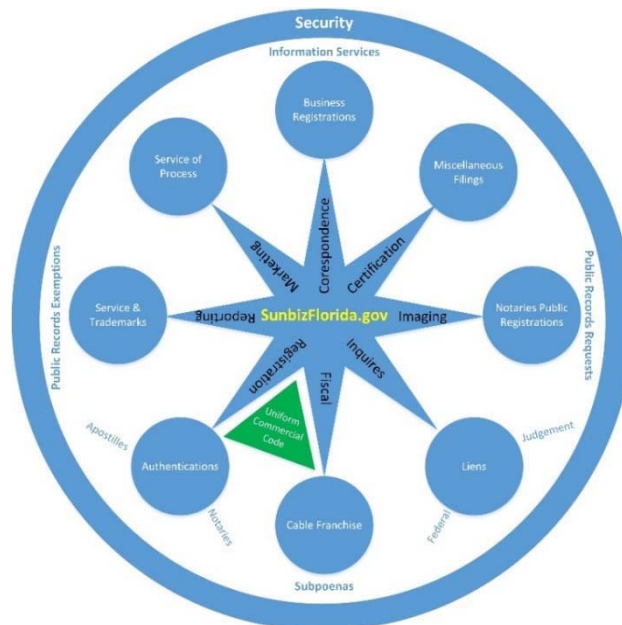 Security
Information Services
Business
Registrations
Service of
Process
Miscellaneous
Filings
Corespondence
Marketing
Certification
Public Records Exemptions
Service &
Trademarks
Reporting
SunbizFlorida.gov
Imaging
Notaries Public
Registrations
Public Records Requests
Registration
Fiscal
Inquires
Uniform
Commercial
Code
Apostilles
Authentications
Notaries
Cable Franchise
Liens
Judgement
Federal
Subpoenas